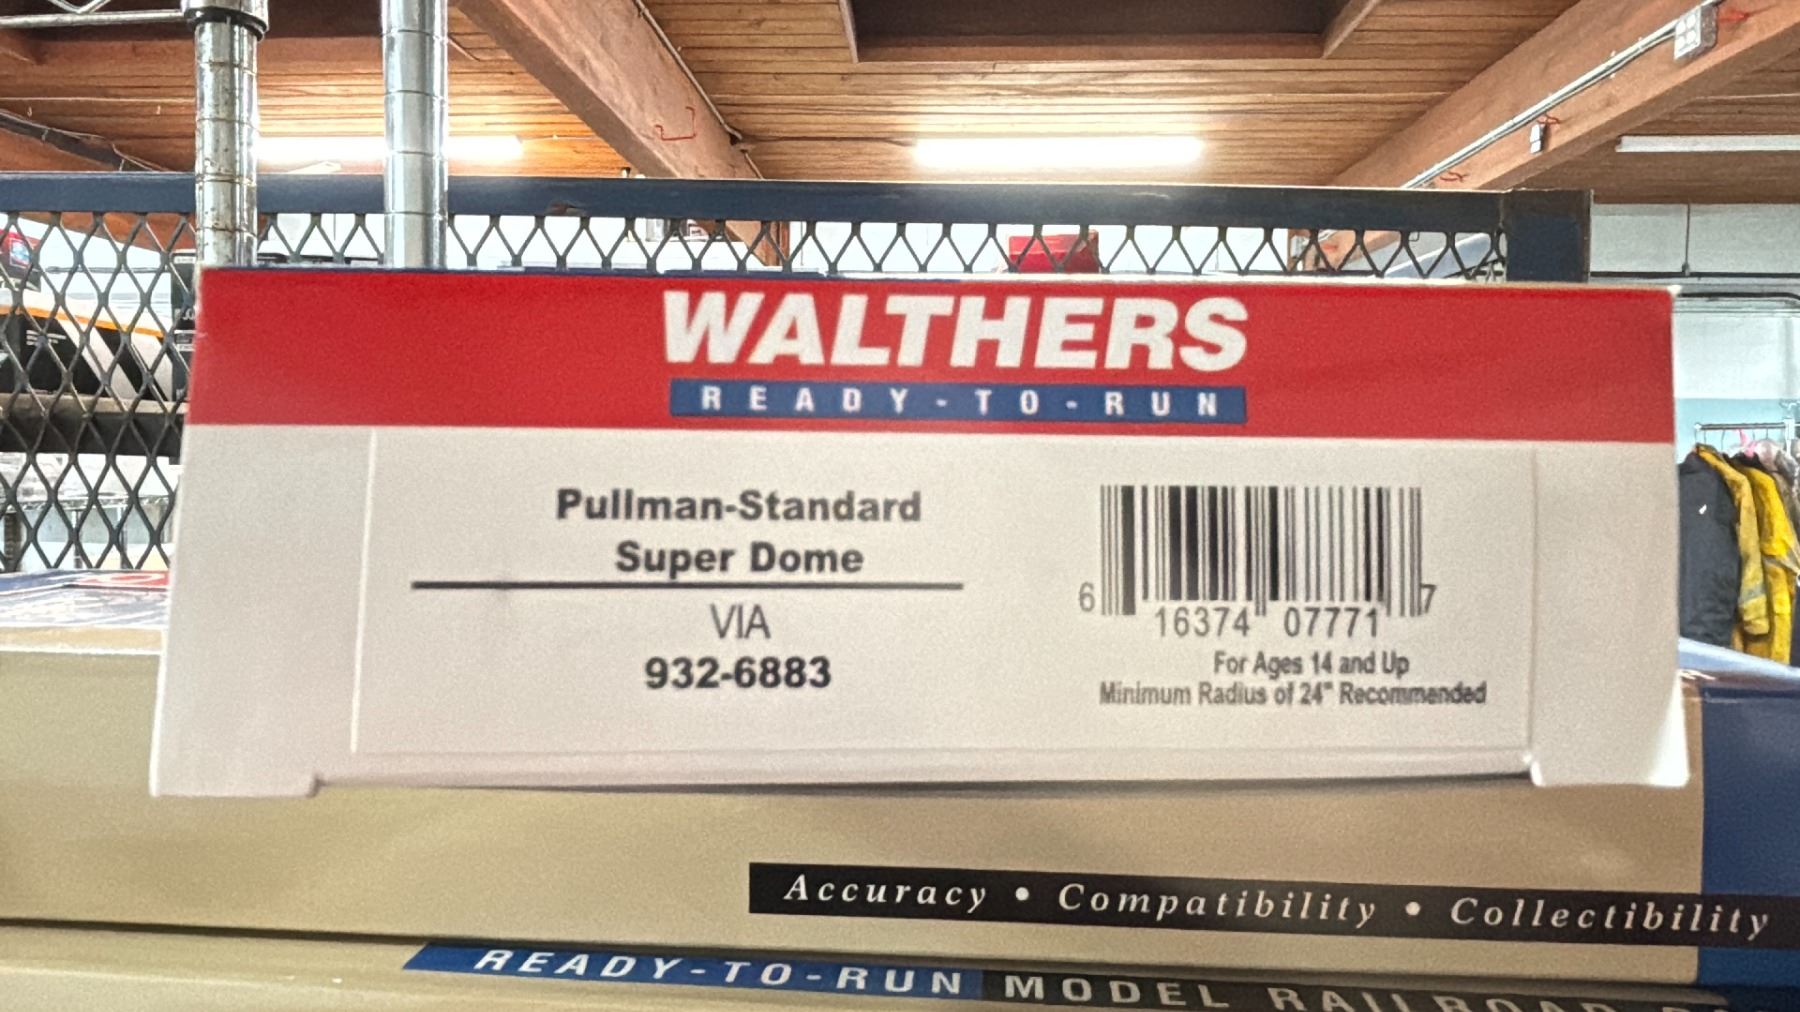 WALTHERS
READY-TO-RUN
Pullman-Standard
Super Dome
VIA
932-6883
6 16374 07771 7
For Ages 14 and Up
Minimum Radius of 24" Recommended
Accuracy • Compatibility • Collectibility
READY-TO-RUN MODEL RAILROAD